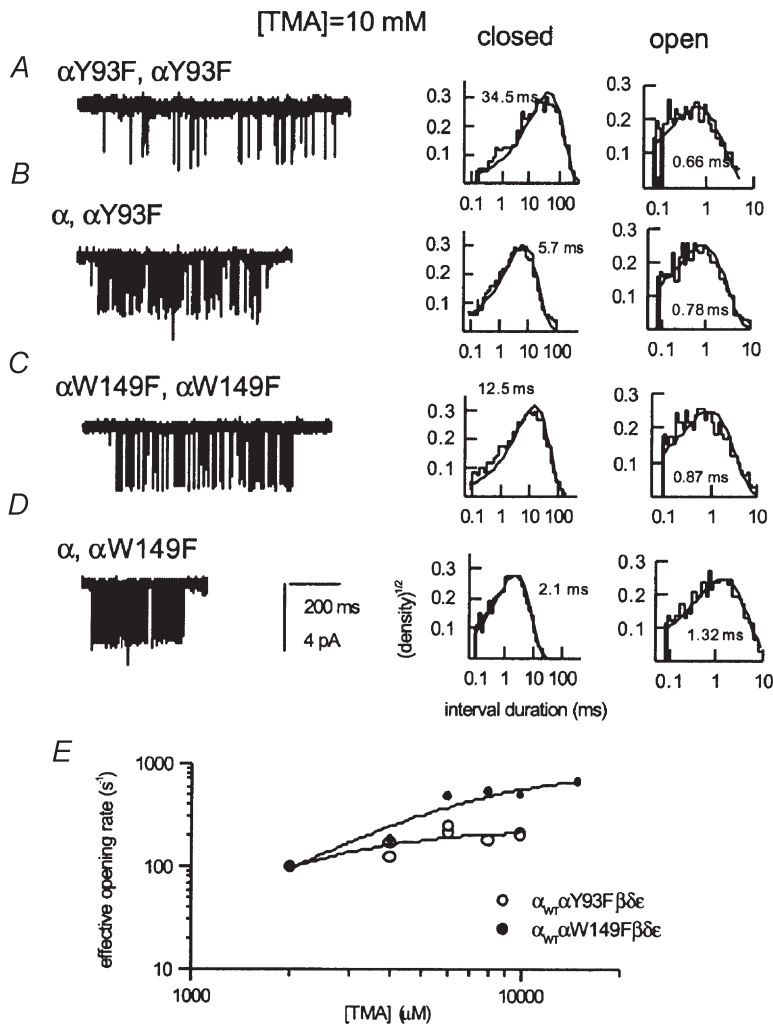 [TMA]=10 mM
closed
open
A
αY93F, αY93F
0.3
0.2
0.1
34.5 ms
0.1 1 10 100
0.3
0.2
0.1
0.66 ms
0.1 1 10
B
α, αY93F
0.3
0.2
0.1
5.7 ms
0.1 1 10 100
0.3
0.2
0.1
0.78 ms
0.1 1 10
C
αW149F, αW149F
12.5 ms
0.3
0.2
0.1
0.1 1 10 100
0.3
0.2
0.1
0.87 ms
0.1 1 10
D
α, αW149F
200 ms
4 pA
(density)1/2
0.3
0.2
0.1
2.1 ms
0.1 1 10 100
0.3
0.2
0.1
1.32 ms
0.1 1 10
interval duration (ms)
E
effective opening rate (s-1)
1000
100
10
αWTαY93Fβδε
αWTαW149Fβδε
1000 10000
[TMA] (μM)